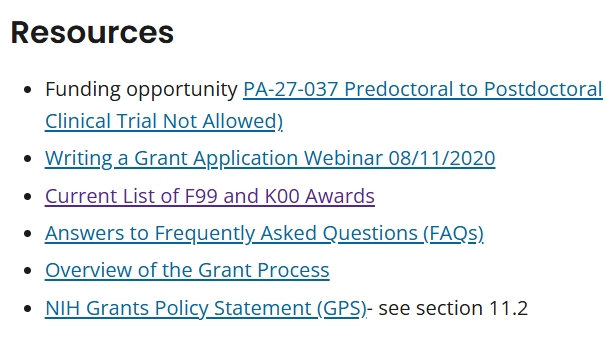 Resources
Funding opportunity PA-27-037 Predoctoral to Postdoctoral
Clinical Trial Not Allowed)
Writing a Grant Application Webinar 08/11/2020
Current List of F99 and K00 Awards
Answers to Frequently Asked Questions (FAQs)
Overview of the Grant Process
NIH Grants Policy Statement (GPS)- see section 11.2